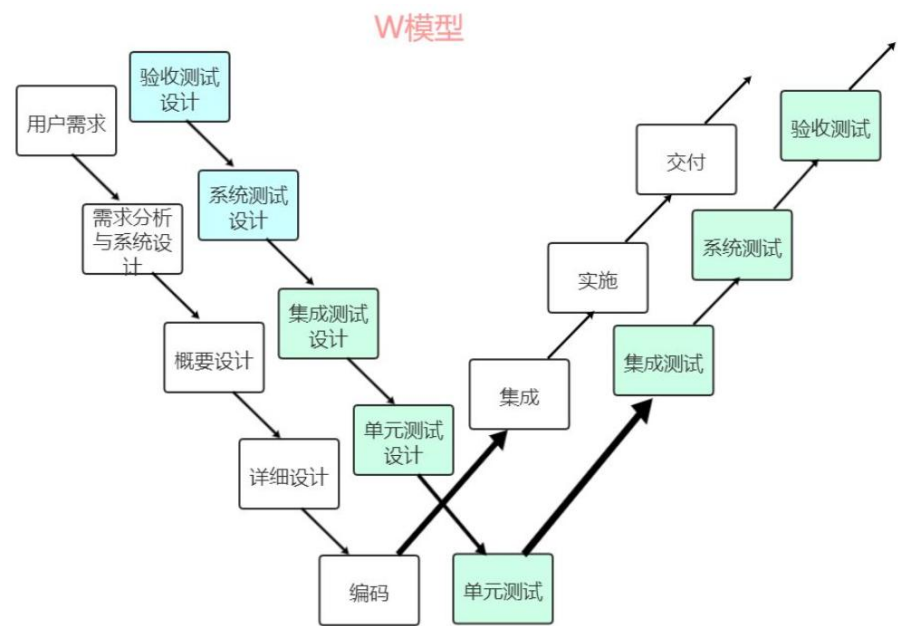 W模型
用户需求
验收测试
设计
需求分析
与系统设
计
系统测试
设计
概要设计
集成测试
设计
详细设计
单元测试
设计
编码
单元测试
集成
集成测试
实施
系统测试
交付
验收测试